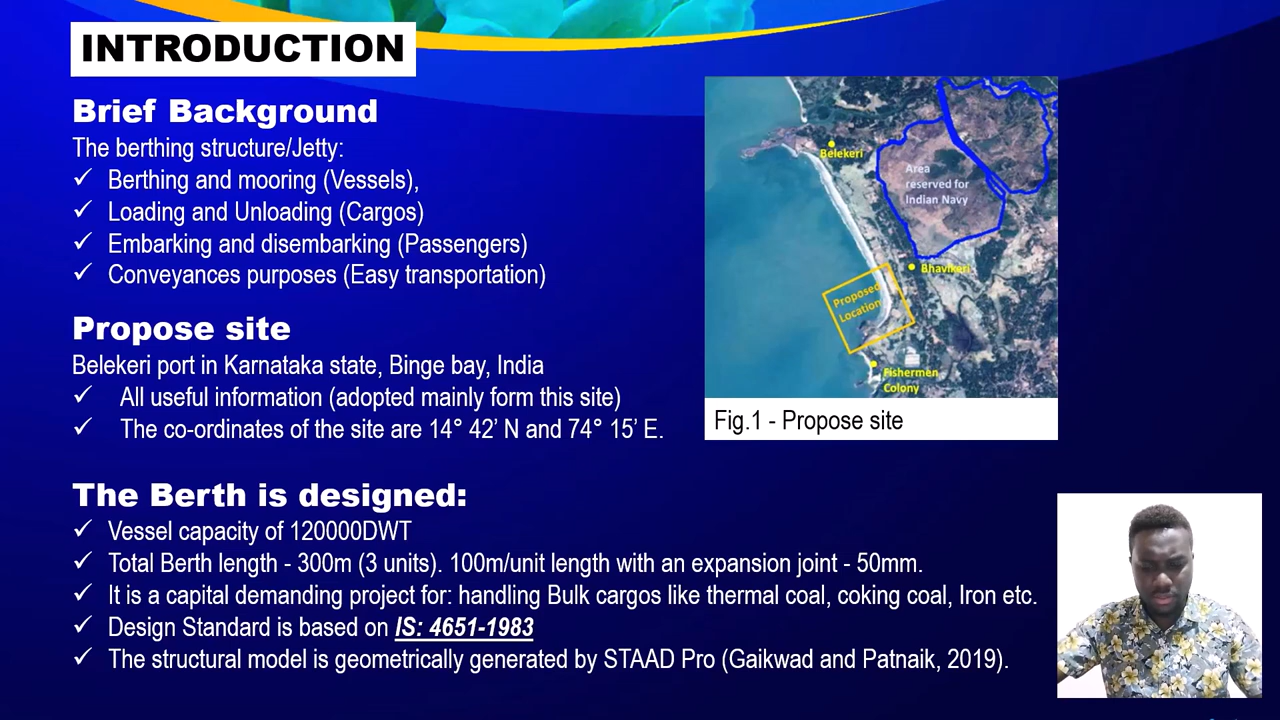 INTRODUCTION
Brief Background
The berthing structure/Jetty:
✓ Berthing and mooring (Vessels),
✓ Loading and Unloading (Cargos)
✓ Embarking and disembarking (Passengers)
✓ Conveyances purposes (Easy transportation)
Propose site
Belekeri port in Karnataka state, Binge bay, India
✓ All useful information (adopted mainly form this site)
✓ The co-ordinates of the site are 14° 42’ N and 74° 15’ E.
The Berth is designed:
✓ Vessel capacity of 120000DWT
✓ Total Berth length - 300m (3 units). 100m/unit length with an expansion joint - 50mm.
✓ It is a capital demanding project for: handling Bulk cargos like thermal coal, coking coal, Iron etc.
✓ Design Standard is based on IS: 4651-1983
✓ The structural model is geometrically generated by STAAD Pro (Gaikwad and Patnaik, 2019).
Belekeri
Area
reserved for
Indian Navy
Bhavikeri
Proposed
Location
Fishermen
Colony
Fig.1 - Propose site